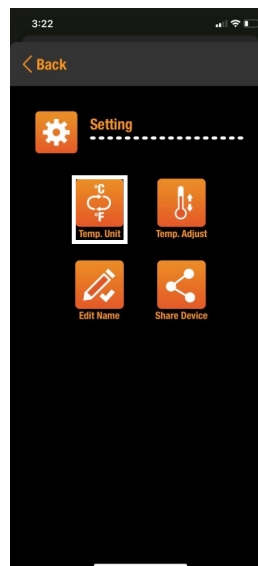 3:22
Back
Setting
°C
°F
Temp. Unit
Temp. Adjust
Edit Name
Share Device